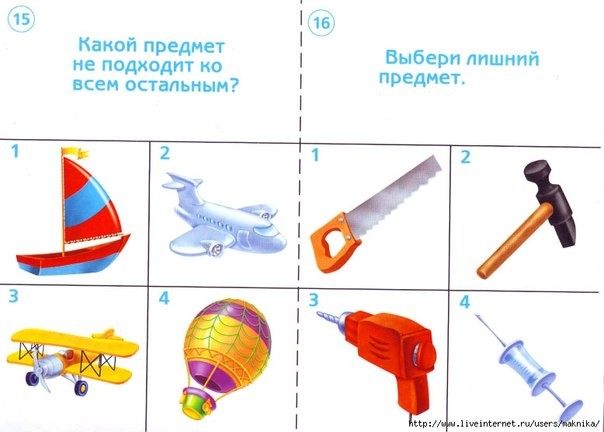 15
Какой предмет
не подходит ко
всем остальным?
1
2
3
4
16
Выбери лишний
предмет.
1
2
3
4
http://www.liveinternet.ru/users/maknika/